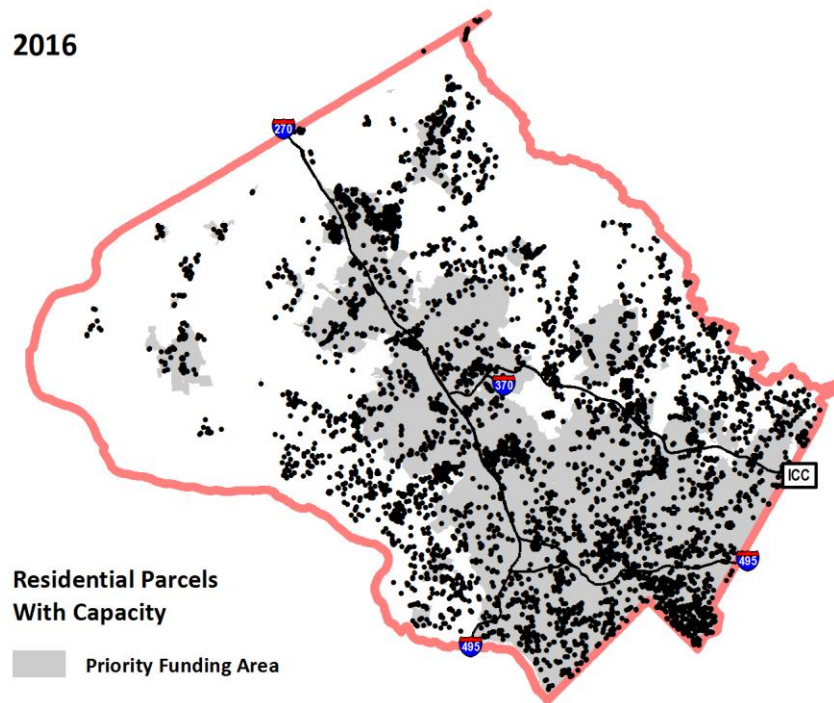 2016
270
370
ICC
495
495
Residential Parcels
With Capacity
Priority Funding Area